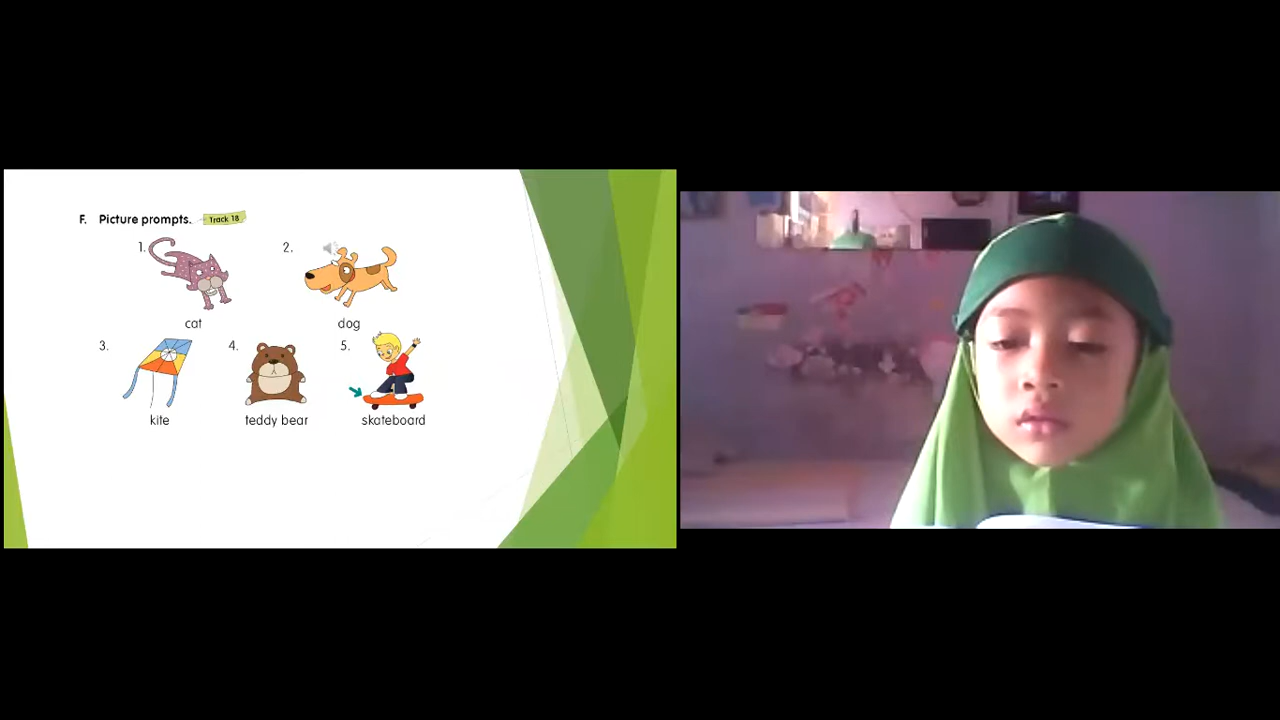 F. Picture prompts. Track 18
1. 2.
cat dog
3. 4. 5.
kite teddy bear skateboard